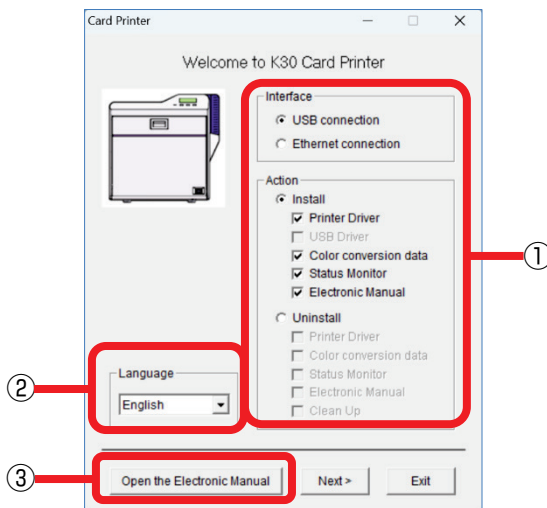 Card Printer
Welcome to K30 Card Printer
Interface
USB connection
Ethernet connection
Action
Install
Printer Driver
USB Driver
Color conversion data
Status Monitor
Electronic Manual
Uninstall
Printer Driver
Color conversion data
Status Monitor
Electronic Manual
Clean Up
①
Language
English
②
Open the Electronic Manual
Next >
Exit
③